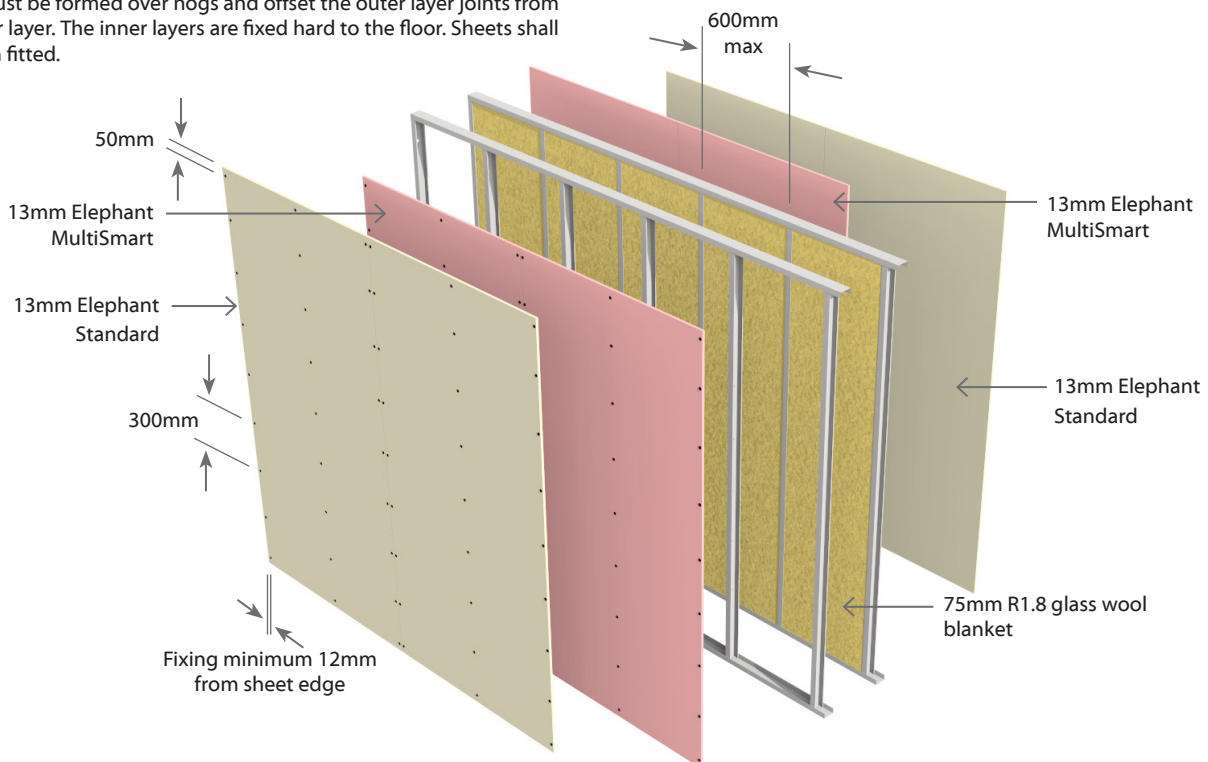 must be formed over nogs and offset the outer layer joints from
layer. The inner layers are fixed hard to the floor. Sheets shall
fitted.
600mm
max
50mm
13mm Elephant
MultiSmart
13mm Elephant
MultiSmart
13mm Elephant
Standard
13mm Elephant
Standard
300mm
75mm R1.8 glass wool
blanket
Fixing minimum 12mm
from sheet edge